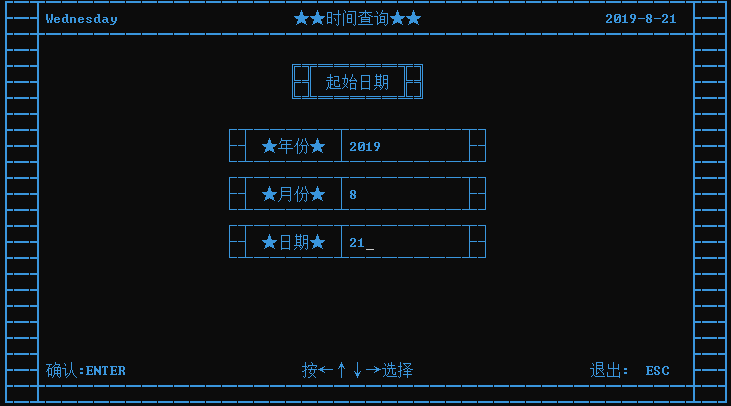 Wednesday ★★时间查询★★ 2019-8-21
起始日期
★年份★ 2019
★月份★ 8
★日期★ 21_
确认:ENTER 按←↑↓→选择 退出: ESC